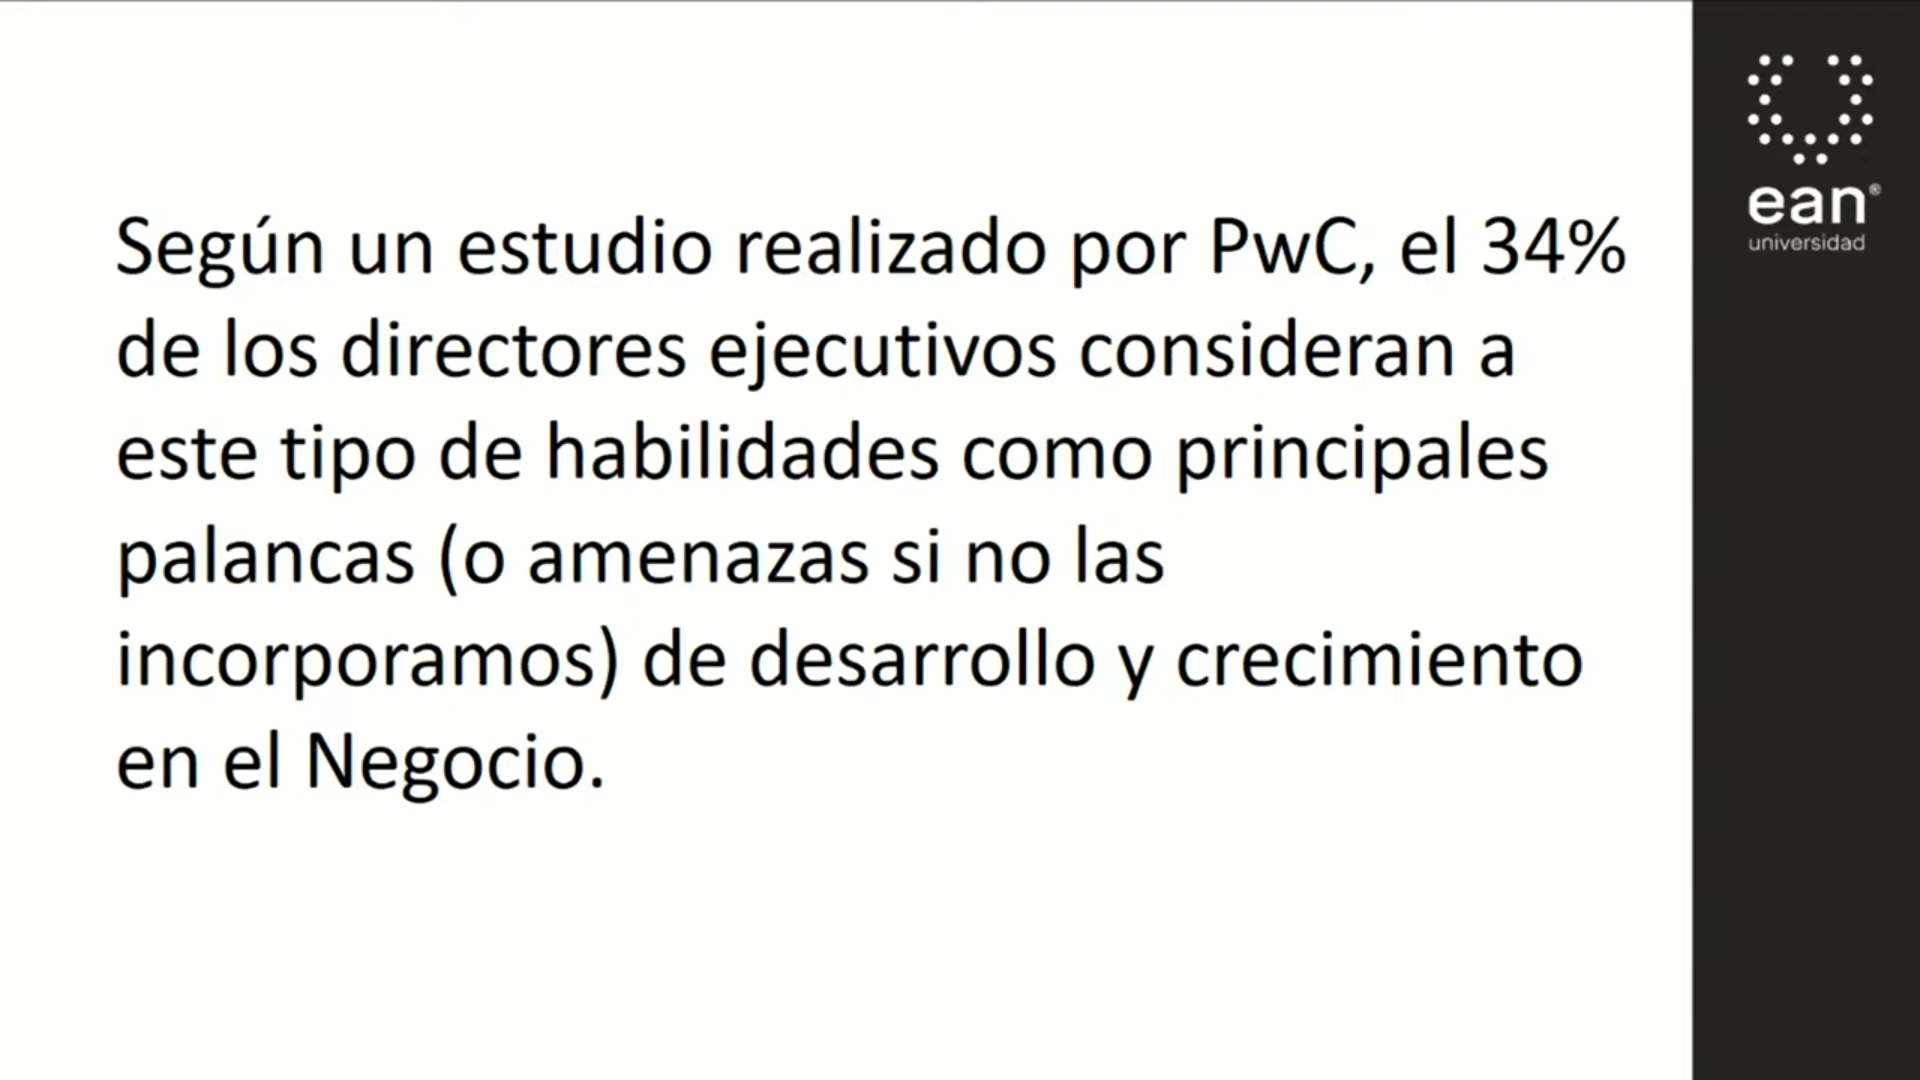 Según un estudio realizado por PwC, el 34%
de los directores ejecutivos consideran a
este tipo de habilidades como principales
palancas (o amenazas si no las
incorporamos) de desarrollo y crecimiento
en el Negocio.
ean®
universidad